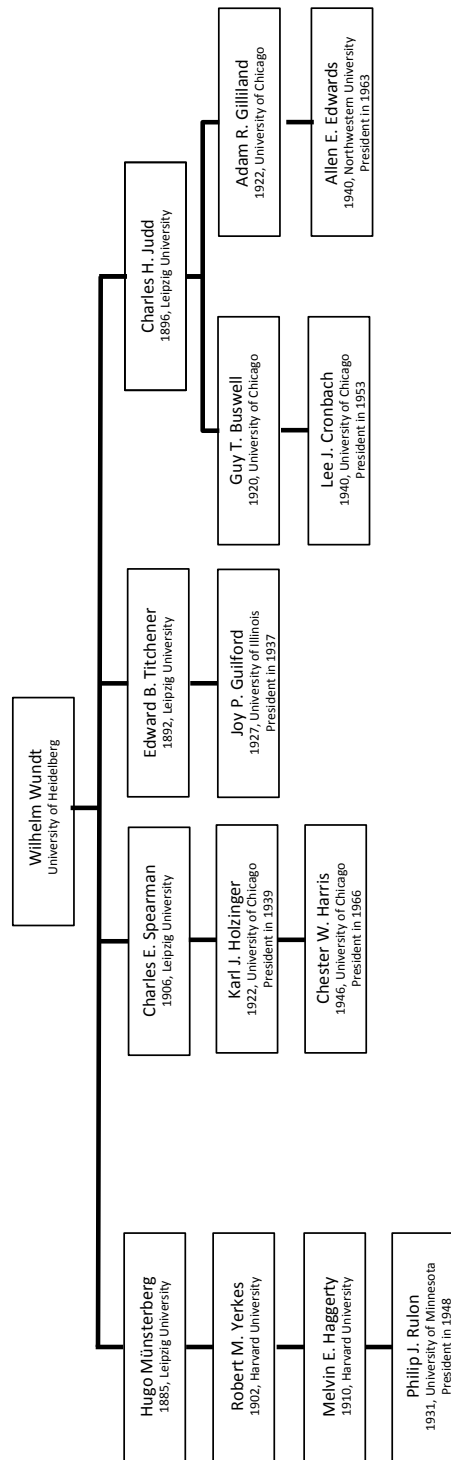 Wilhelm Wundt
University of Heidelberg
Hugo Münsterberg
1885, Leipzig University
Charles E. Spearman
1906, Leipzig University
Edward B. Titchener
1892, Leipzig University
Charles H. Judd
1896, Leipzig University
Robert M. Yerkes
1902, Harvard University
Karl J. Holzinger
1922, University of Chicago
President in 1939
Joy P. Guilford
1927, University of Illinois
President in 1937
Guy T. Buswell
1920, University of Chicago
Adam R. Gilliland
1922, University of Chicago
Melvin E. Haggerty
1910, Harvard University
Chester W. Harris
1946, University of Chicago
President in 1966
Lee J. Cronbach
1940, University of Chicago
President in 1953
Allen E. Edwards
1940, Northwestern University
President in 1963
Philip J. Rulon
1931, University of Minnesota
President in 1948